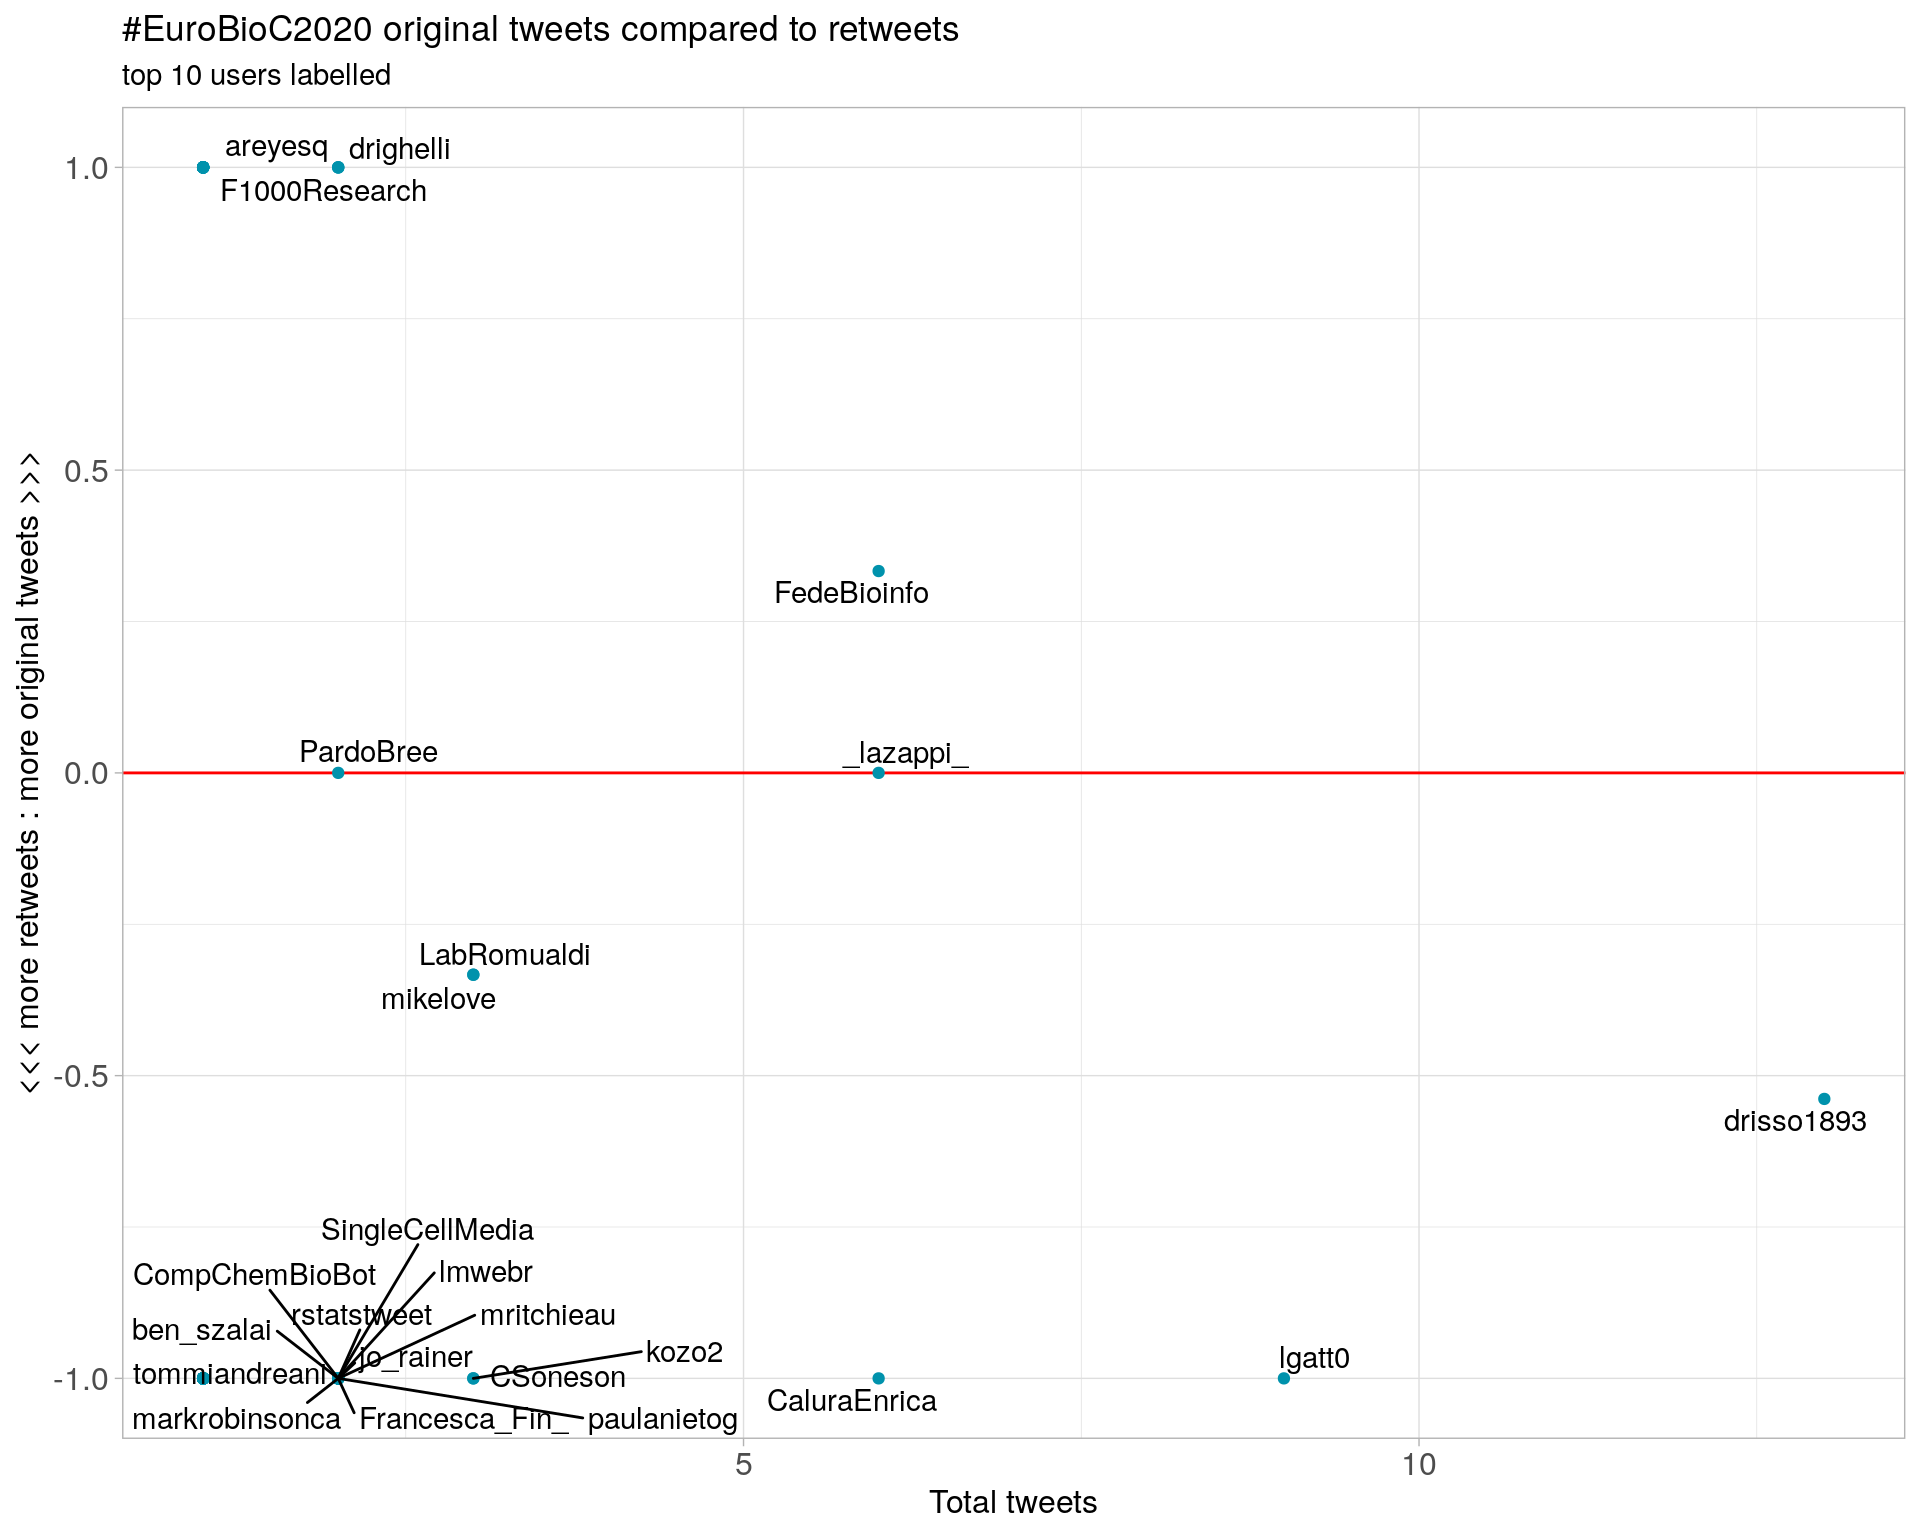 #EuroBioC2020 original tweets compared to retweets
top 10 users labelled
<<< more retweets : more original tweets >>>
1.0
0.5
0.0
-0.5
-1.0
areyesq
drighelli
F1000Research
FedeBioinfo
PardoBree
_lazappi_
LabRomualdi
mikelove
drisso1893
SingleCellMedia
CompChemBioBot
lmwebr
rstatstweet
mritchieau
ben_szalai
kozo2
jo_rainer
lgatt0
tommiandreani
CSoneson
CaluraEnrica
markrobinsonca
Francesca_Fin_
paulanietog
5
10
Total tweets